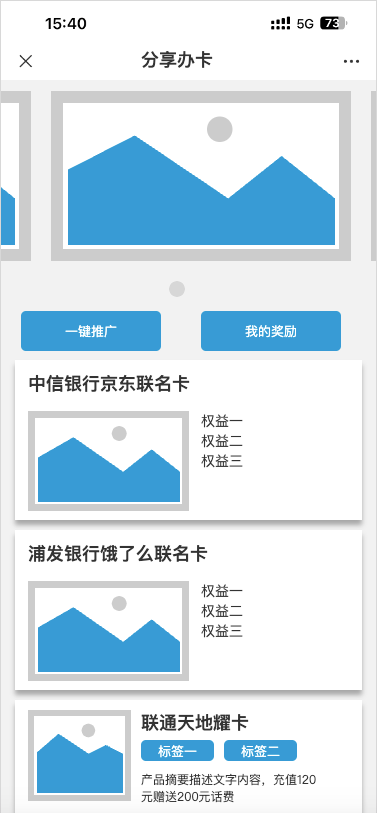 15:40 5G 73
分享办卡
一键推广 我的奖励
中信银行京东联名卡
权益一
权益二
权益三
浦发银行饿了么联名卡
权益一
权益二
权益三
联通天地耀卡
标签一 标签二
产品摘要描述文字内容，充值120
元赠送200元话费